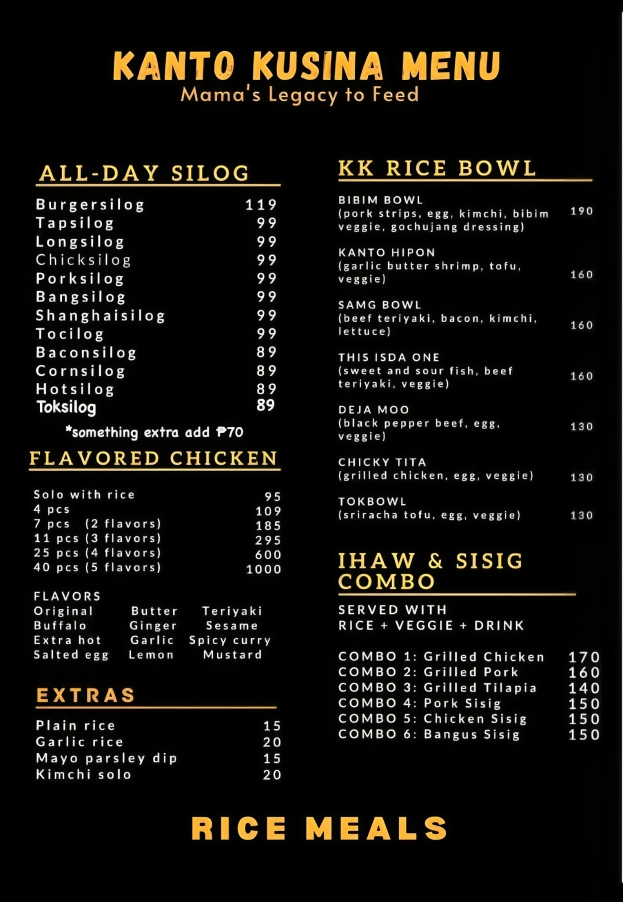 KANTO KUSINA MENU
Mama's Legacy to Feed
ALL-DAY SILOG
Burgersilog 119
Tapsilog 99
Longsilog 99
Chicksilog 99
Porksilog 99
Bangsilog 99
Shanghaisilog 99
Tocilog 99
Baconsilog 89
Cornsilog 89
Hotsilog 89
Toksilog 89
*something extra add ₱70
FLAVORED CHICKEN
Solo with rice 95
4 pcs 109
7 pcs (2 flavors) 185
11 pcs (3 flavors) 295
25 pcs (4 flavors) 600
40 pcs (5 flavors) 1000
FLAVORS
Original Butter Teriyaki
Buffalo Ginger Sesame
Extra hot Garlic Spicy curry
Salted egg Lemon Mustard
EXTRAS
Plain rice 15
Garlic rice 20
Mayo parsley dip 15
Kimchi solo 20
KK RICE BOWL
BIBIM BOWL
(pork strips, egg, kimchi, bibim 190
veggie, gochujang dressing)
KANTO HIPON
(garlic butter shrimp, tofu,
veggie) 160
SAMG BOWL
(beef teriyaki, bacon, kimchi,
lettuce) 160
THIS ISDA ONE
(sweet and sour fish, beef
teriyaki, veggie) 160
DEJA MOO
(black pepper beef, egg, 130
veggie)
CHICKY TITA
(grilled chicken, egg, veggie) 130
TOKBOWL
(sriracha tofu, egg, veggie) 130
IHAW & SISIG
COMBO
SERVED WITH
RICE + VEGGIE + DRINK
COMBO 1: Grilled Chicken 170
COMBO 2: Grilled Pork 160
COMBO 3: Grilled Tilapia 140
COMBO 4: Pork Sisig 150
COMBO 5: Chicken Sisig 150
COMBO 6: Bangus Sisig 150
RICE MEALS